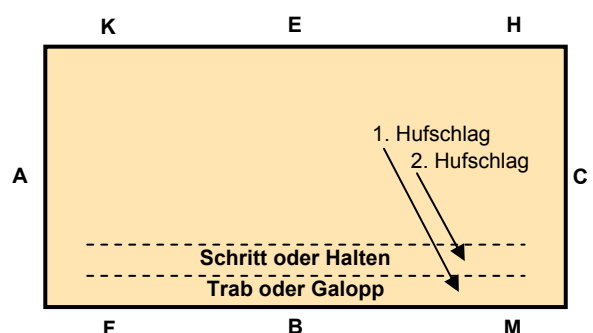 K E H
1. Hufschlag
2. Hufschlag
A C
Schritt oder Halten
Trab oder Galopp
F B M